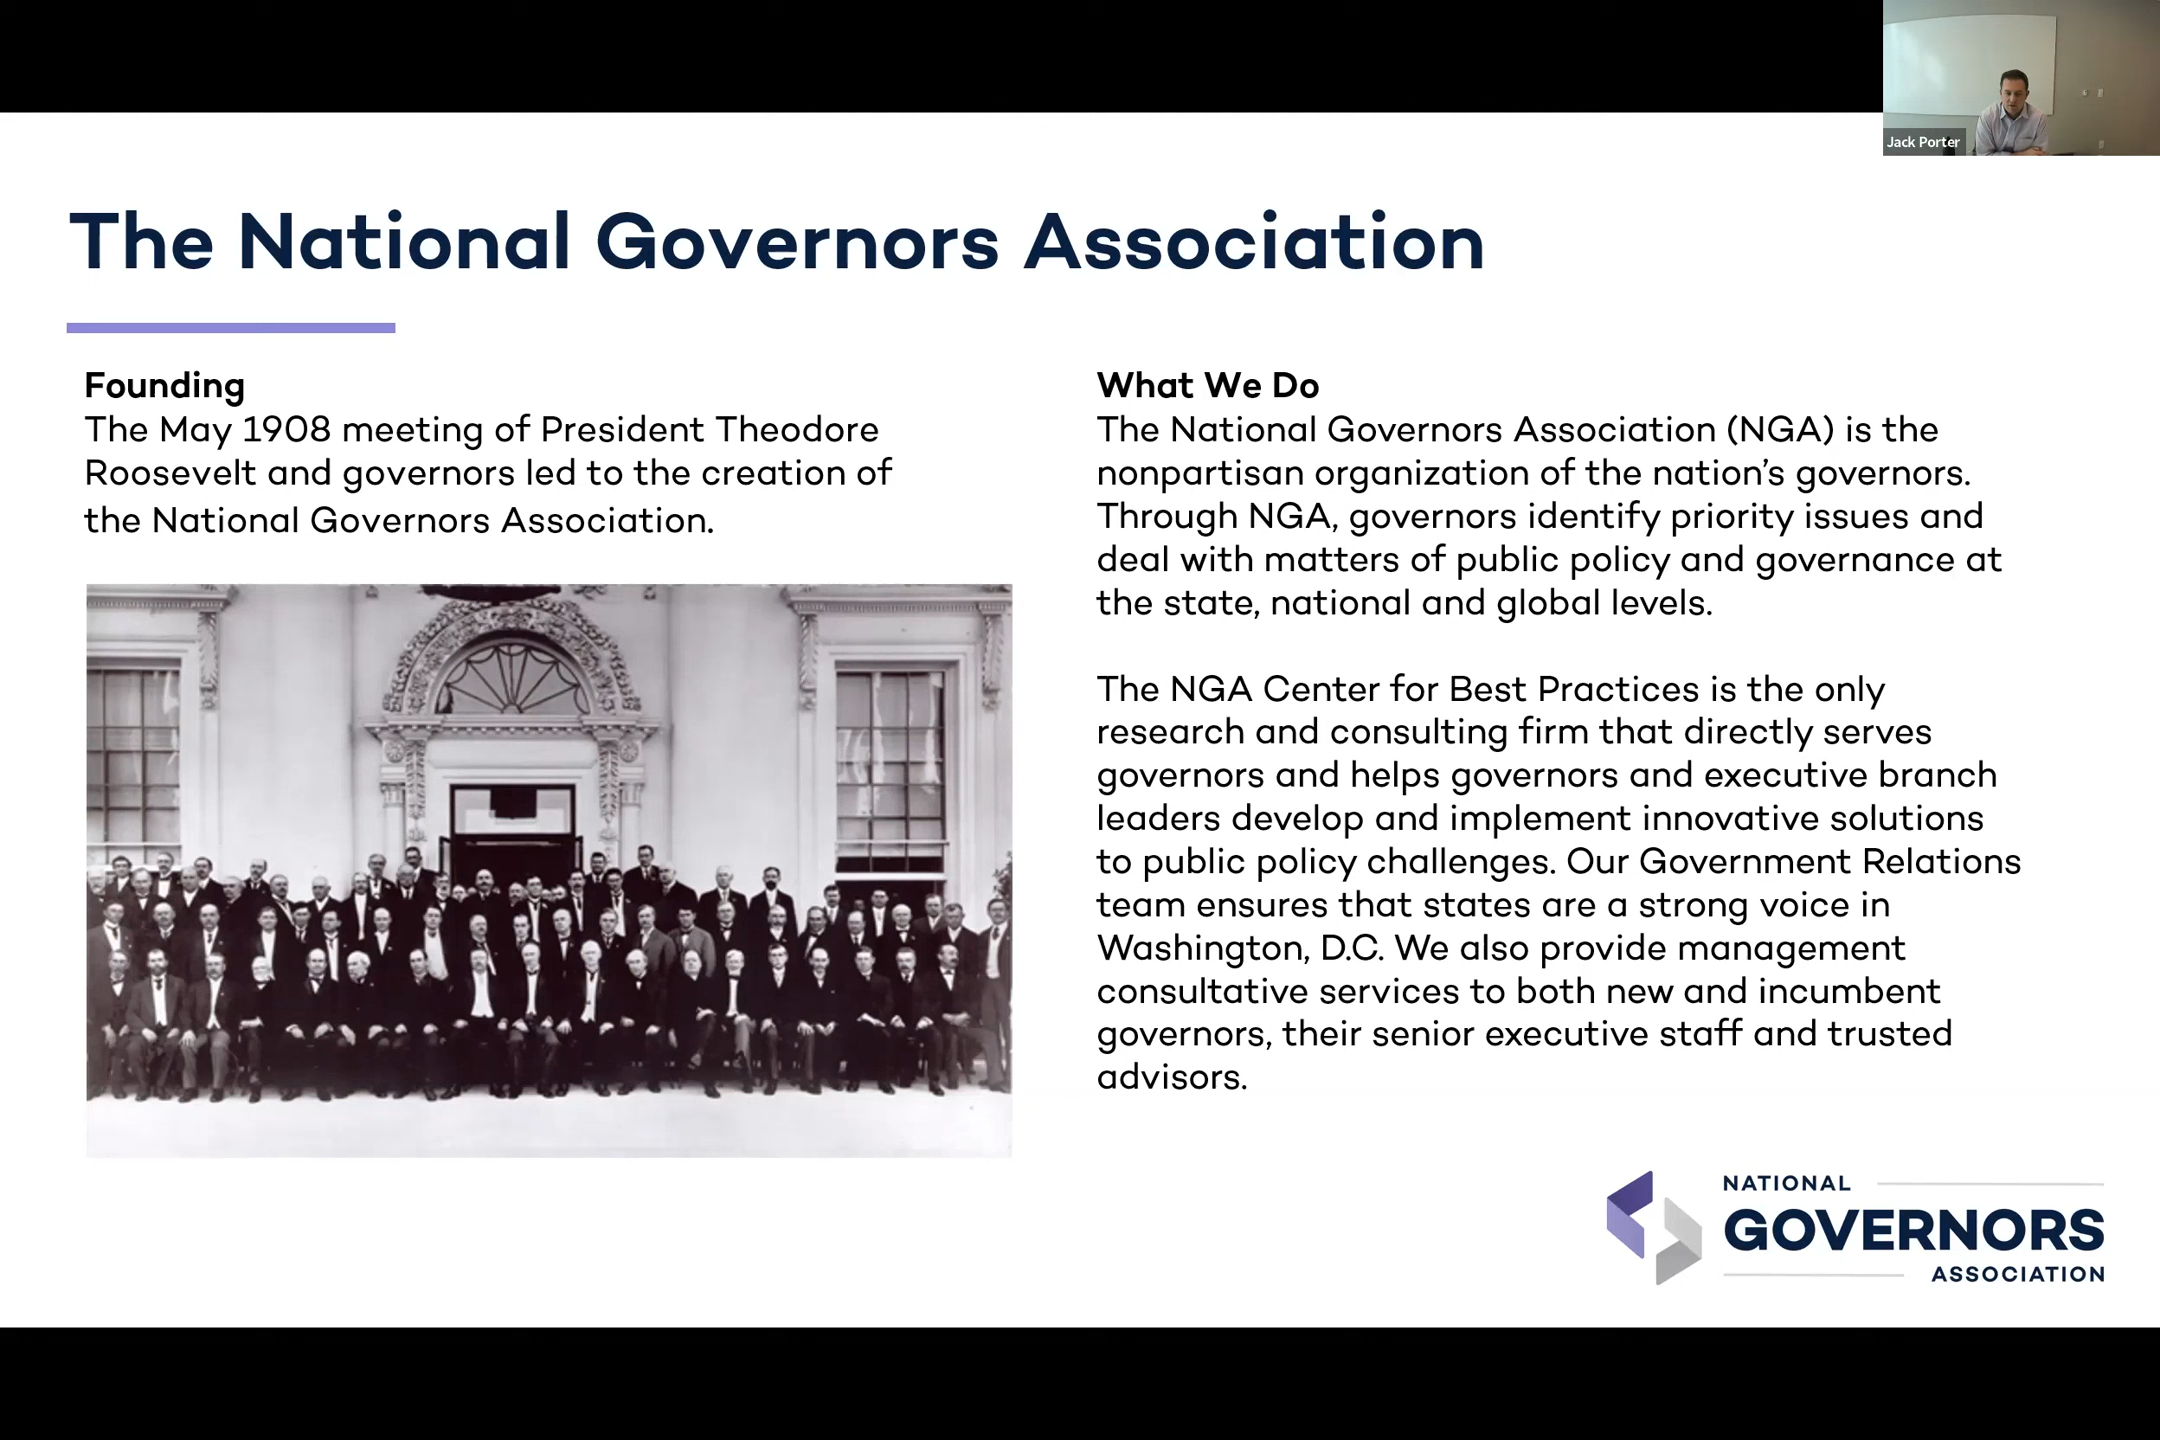 Jack Porter
The National Governors Association
Founding
The May 1908 meeting of President Theodore
Roosevelt and governors led to the creation of
the National Governors Association.
What We Do
The National Governors Association (NGA) is the
nonpartisan organization of the nation’s governors.
Through NGA, governors identify priority issues and
deal with matters of public policy and governance at
the state, national and global levels.
The NGA Center for Best Practices is the only
research and consulting firm that directly serves
governors and helps governors and executive branch
leaders develop and implement innovative solutions
to public policy challenges. Our Government Relations
team ensures that states are a strong voice in
Washington, D.C. We also provide management
consultative services to both new and incumbent
governors, their senior executive staff and trusted
advisors.
NATIONAL
GOVERNORS
ASSOCIATION